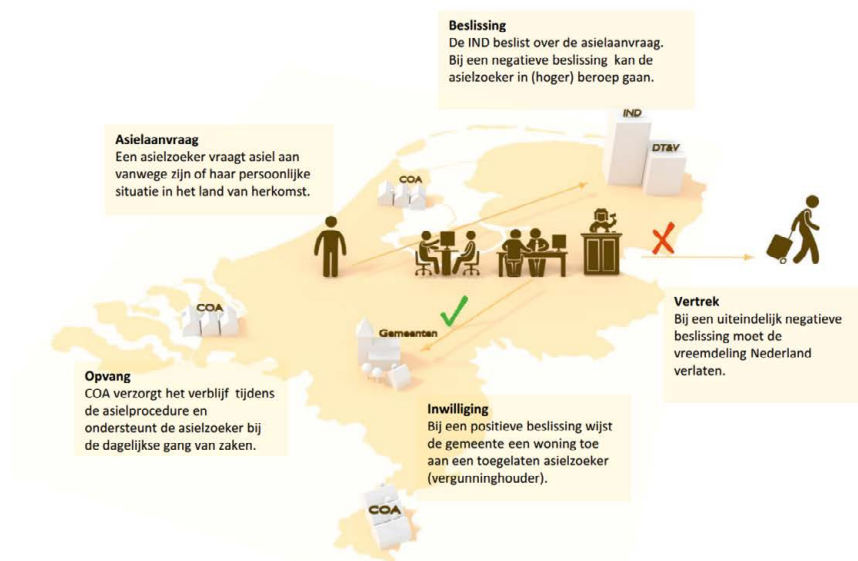 Beslissing
De IND beslist over de asielaanvraag.
Bij een negatieve beslissing kan de
asielzoeker in (hoger) beroep gaan.
IND
DT&V
Asielaanvraag
Een asielzoeker vraagt asiel aan
vanwege zijn of haar persoonlijke
situatie in het land van herkomst.
COA
COA
Gemeenten
Vertrek
Bij een uiteindelijk negatieve
beslissing moet de
vreemdeling Nederland
verlaten.
Opvang
COA verzorgt het verblijf tijdens
de asielprocedure en
ondersteunt de asielzoeker bij
de dagelijkse gang van zaken.
Inwilliging
Bij een positieve beslissing wijst
de gemeente een woning toe
aan een toegelaten asielzoeker
(vergunninghouder).
COA